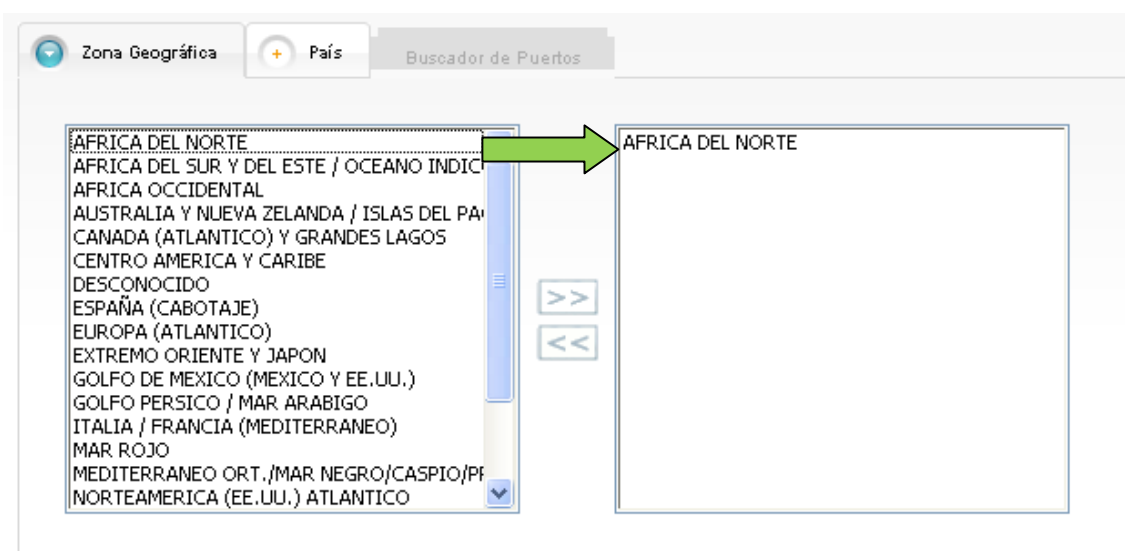 Zona Geográfica
País
Buscador de Puertos
AFRICA DEL NORTE
AFRICA DEL SUR Y DEL ESTE / OCEANO INDIC
AFRICA OCCIDENTAL
AUSTRALIA Y NUEVA ZELANDA / ISLAS DEL PA
CANADA (ATLANTICO) Y GRANDES LAGOS
CENTRO AMERICA Y CARIBE
DESCONOCIDO
ESPAÑA (CABOTAJE)
EUROPA (ATLANTICO)
EXTREMO ORIENTE Y JAPON
GOLFO DE MEXICO (MEXICO Y EE.UU.)
GOLFO PERSICO / MAR ARABIGO
ITALIA / FRANCIA (MEDITERRANEO)
MAR ROJO
MEDITERRANEO ORT./MAR NEGRO/CASPIO/PF
NORTEAMERICA (EE.UU.) ATLANTICO
>>
<<
AFRICA DEL NORTE